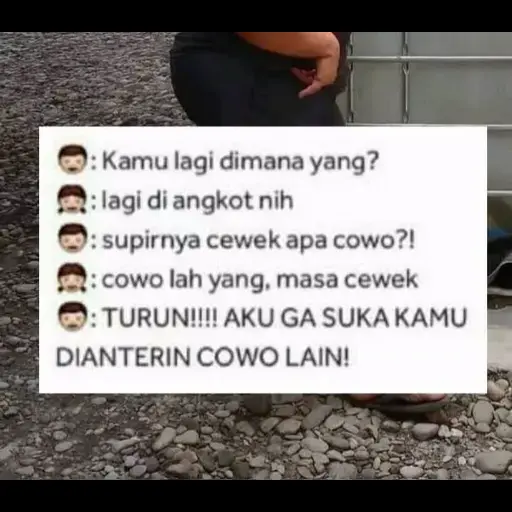 👦: Kamu lagi dimana yang?
👧: lagi di angkot nih
👦: supirnya cewek apa cowo?!
👧: cowo lah yang, masa cewek
👦: TURUN!!!! AKU GA SUKA KAMU
DIANTERIN COWO LAIN!